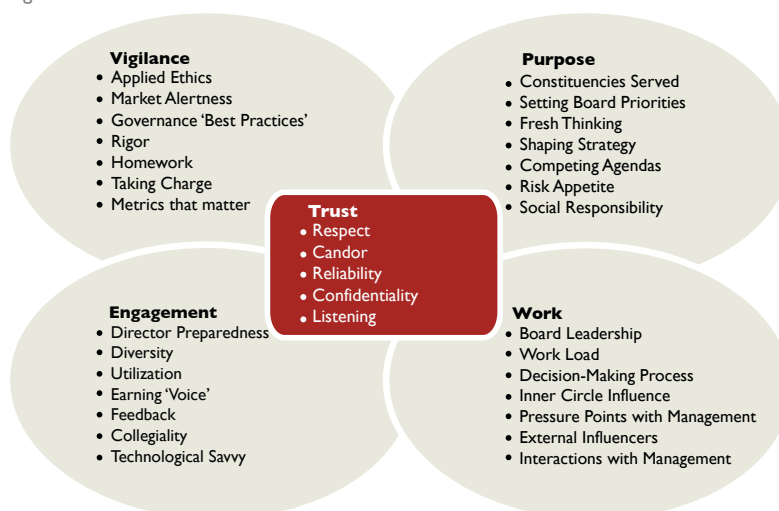 Vigilance
• Applied Ethics
• Market Alertness
• Governance ‘Best Practices’
• Rigor
• Homework
• Taking Charge
• Metrics that matter
Purpose
• Constituencies Served
• Setting Board Priorities
• Fresh Thinking
• Shaping Strategy
• Competing Agendas
• Risk Appetite
• Social Responsibility
Trust
• Respect
• Candor
• Reliability
• Confidentiality
• Listening
Engagement
• Director Preparedness
• Diversity
• Utilization
• Earning ‘Voice’
• Feedback
• Collegiality
• Technological Savvy
Work
• Board Leadership
• Work Load
• Decision-Making Process
• Inner Circle Influence
• Pressure Points with Management
• External Influencers
• Interactions with Management